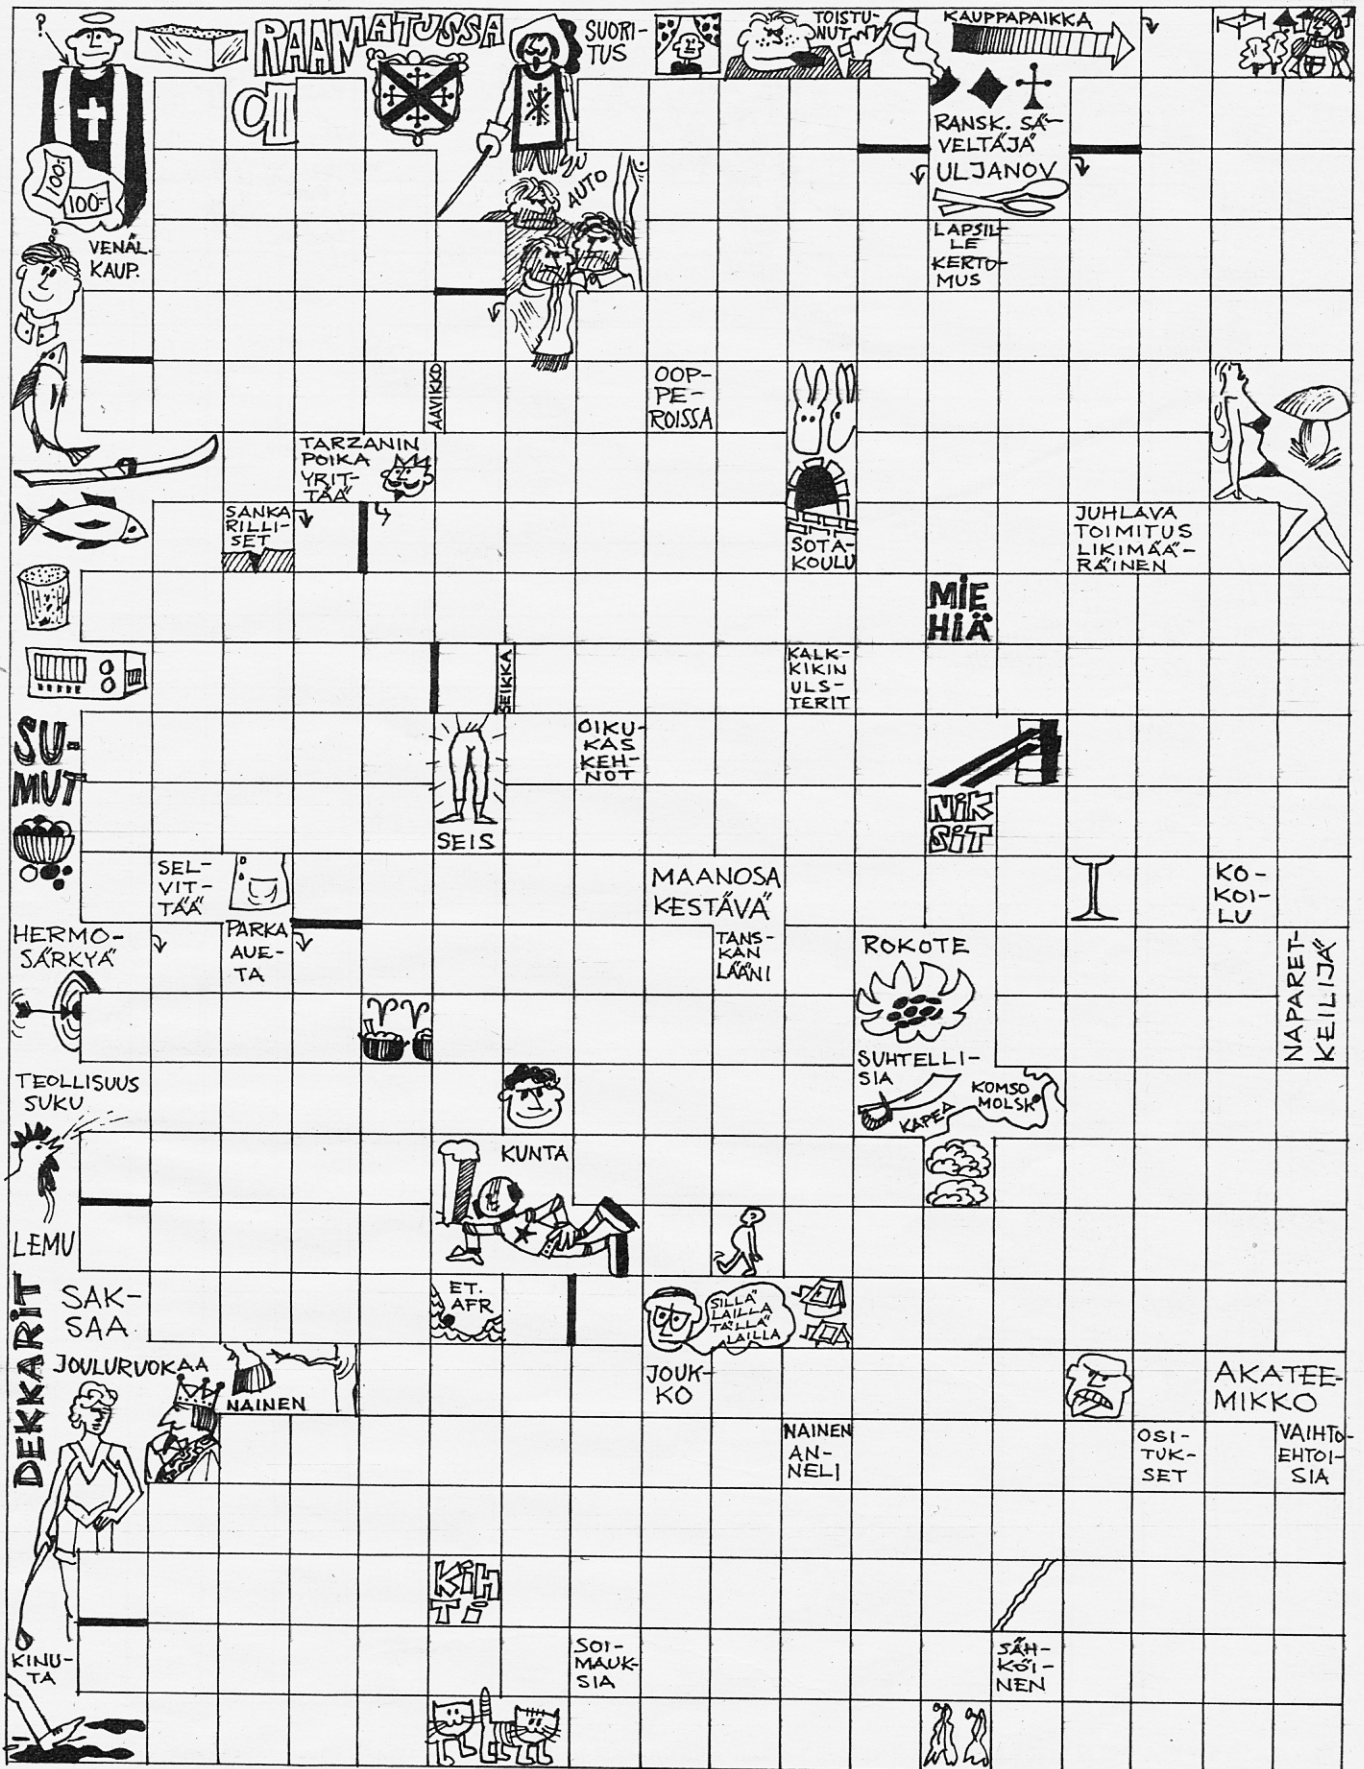 ?
RAAMATUSSA
SUORI-
TUS
TOISTU-
NUT
KAUPPAPAIKKA
RANSK. SÄ-
VELTÄJÄ
ULJANOV
AUTO
100:-
100:-
VENÄL.
KAUP.
LAPSIL-
LE
KERTO-
MUS
AAVIKKO
OOP-
PE-
ROISSA
TARZANIN
POIKA
YRIT-
TÄÄ
SANKA
RILLI-
SET
SOTA-
KOULU
JUHLAVA
TOIMITUS
LIKIMÄÄ-
RÄINEN
MIE
HIÄ
SEIKKA
KALK-
KIKIN
ULS-
TERIT
SU-
MUT
OIKU-
KAS
KEH-
NOT
SEIS
NIK
SIT
SEL-
VIT-
TÄÄ
MAANOSA
KESTÄVÄ
KO-
KOI-
LU
HERMO-
SÄRKYÄ
PARKA
AUE-
TA
TANS-
KAN
LÄÄNI
ROKOTE
NAPARET-
KEILIJÄ
SUHTELLI-
SIA
KAPEA
KOMSO
MOLSK
TEOLLISUUS
SUKU
KUNTA
LEMU
DEKKARIT
SAK-
SAA
ET.
AFR
SILLÄ
LAILLA
TÄLLÄ
LAILLA
JOULURUOKAA
NAINEN
JOUK-
KO
AKATEE-
MIKKO
NAINEN
AN-
NELI
OSI-
TUK-
SET
VAIHTO-
EHTOI-
SIA
KIH
TI
KINU-
TA
SOI-
MAUK-
SIA
SÄH-
KÖI-
NEN